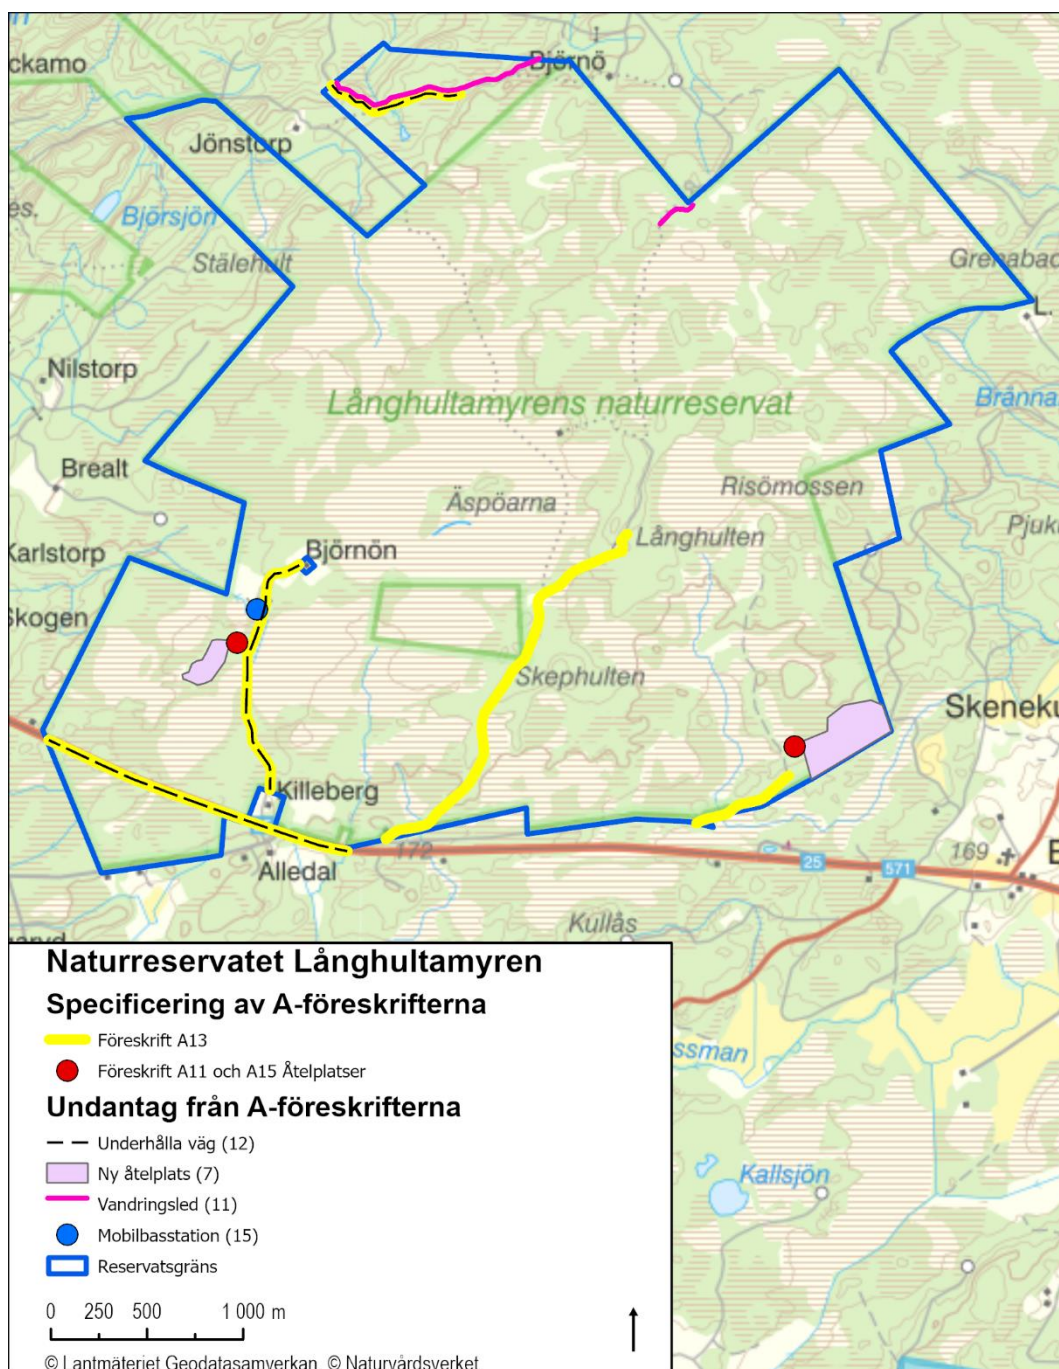 ckamo
Björnö
Jönstorp
es.
Björsjön
Stälehult
Grenabad
L.
Nilstorp
Långhultamyrens naturreservat
Bränna
Brealt
Äspöarna
Risömossen
Karlstorp
Björnön
Långhulten
Pjuk
Skogen
Skephulten
Skeneku
Killeberg
172
25
571
169
Alledal
Kullås
ssman
Kallsjön
Naturreservatet Långhultamyren
Specificering av A-föreskrifterna
Föreskrift A13
Föreskrift A11 och A15 Åtelplatser
Undantag från A-föreskrifterna
Underhålla väg (12)
Ny åtelplats (7)
Vandringsled (11)
Mobilbasstation (15)
Reservatsgräns
0 250 500 1 000 m
© Lantmäteriet Geodatasamverkan © Naturvårdsverket